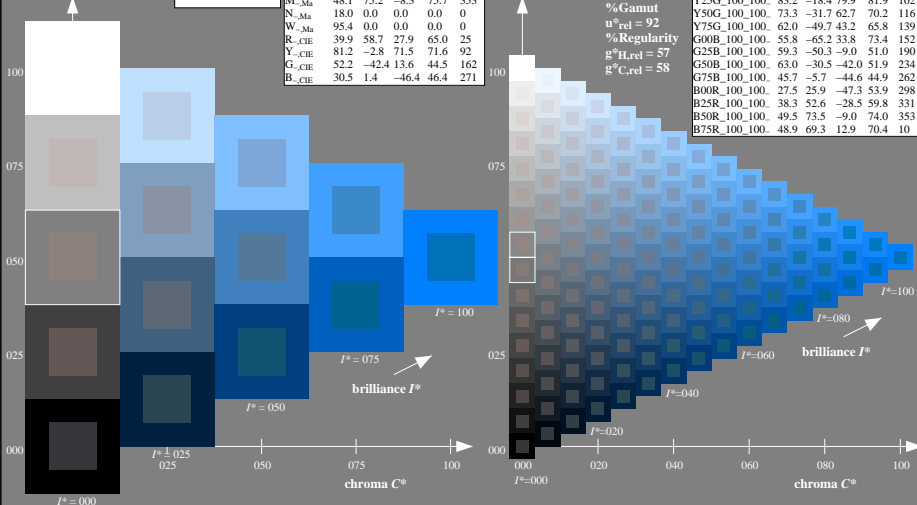 M–,Ma 48.1 75.2 −8.3 75.7 353
N–,Ma 18.0 0.0 0.0 0.0 0
W–,Ma 95.4 0.0 0.0 0.0 0
R–,CIE 39.9 58.7 27.9 65.0 25
Y–,CIE 81.2 −2.8 71.5 71.6 92
G–,CIE 52.2 −42.4 13.6 44.5 162
B–,CIE 30.5 1.4 −46.4 46.4 271
%Gamut
u*rel = 92
%Regularity
g*H,rel = 57
g*C,rel = 58
Y25G_100_100– 83.2 −18.4 79.9 81.9 102
Y50G_100_100– 73.3 −31.7 62.7 70.2 116
Y75G_100_100– 62.0 −49.7 43.2 65.8 139
G00B_100_100– 55.8 −65.2 33.8 73.4 152
G25B_100_100– 59.3 −50.3 −9.0 51.0 190
G50B_100_100– 63.0 −30.5 −42.0 51.9 234
G75B_100_100– 45.7 −5.7 −44.6 44.9 262
B00R_100_100– 27.5 25.9 −47.3 53.9 298
B25R_100_100– 38.3 52.6 −28.5 59.8 331
B50R_100_100– 49.5 73.5 −9.0 74.0 353
B75R_100_100– 48.9 69.3 12.9 70.4 10
100
075
050
025
000
I* = 100
I* = 075
brilliance I*
I* = 050
I* = 025
025
050
075
100
chroma C*
I* = 000
100
075
025
000
I*=100
I*=080
brilliance I*
I*=060
I*=040
I*=020
000
020
040
060
080
100
I*=000
chroma C*